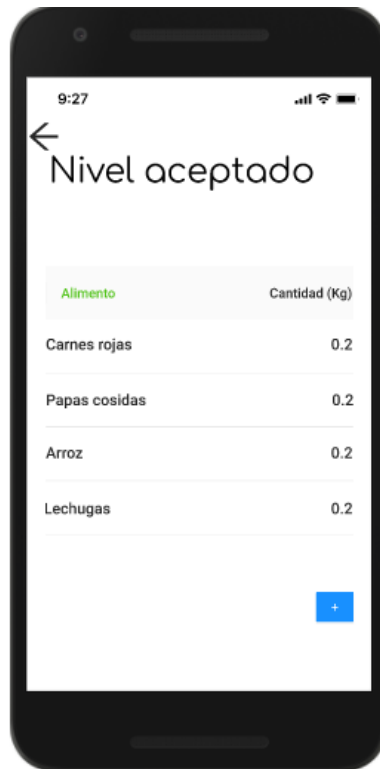 9:27
Nivel aceptado
Alimento Cantidad (Kg)
Carnes rojas 0.2
Papas cosidas 0.2
Arroz 0.2
Lechugas 0.2
+